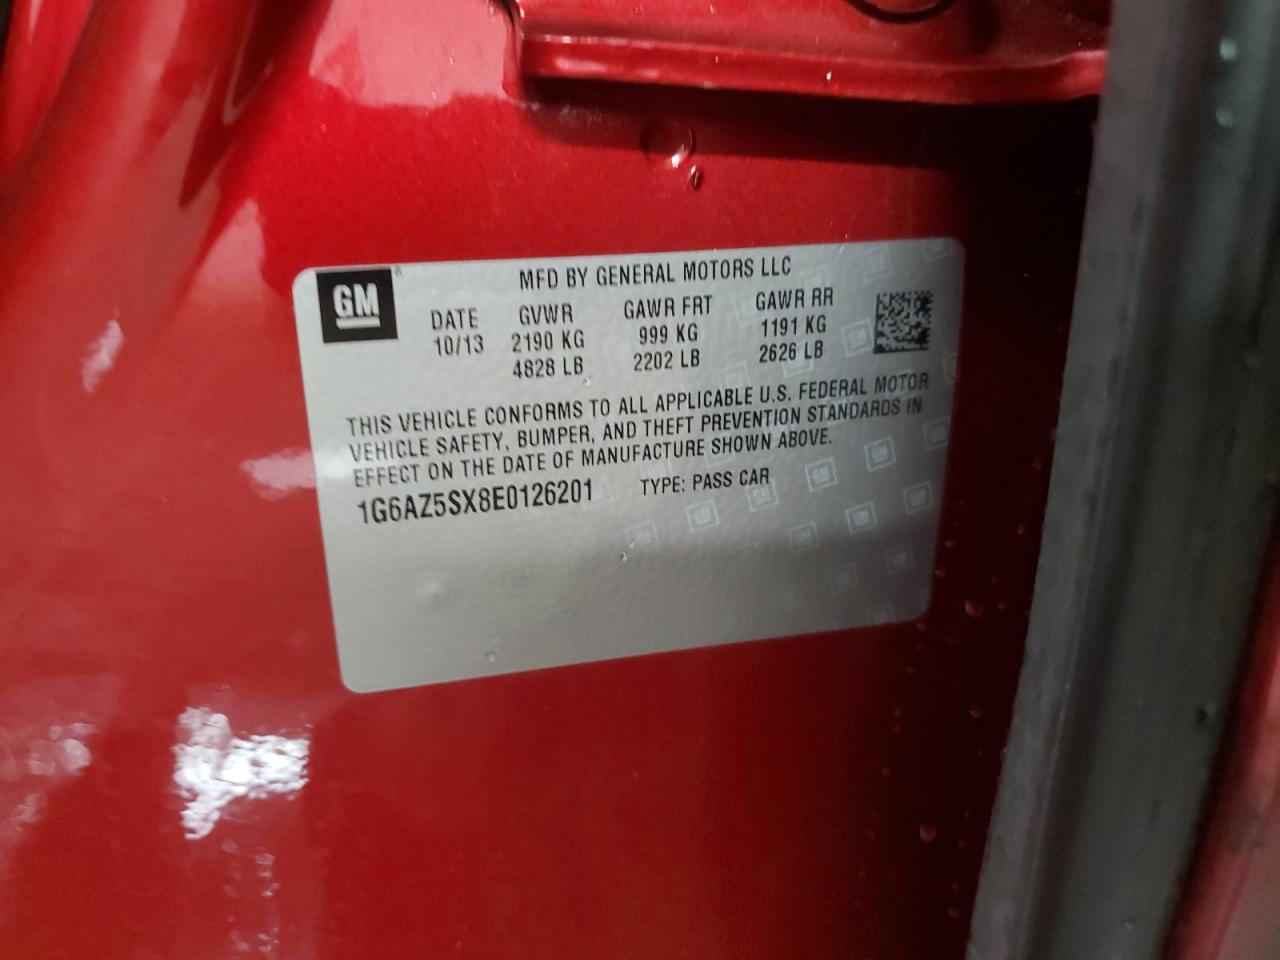 GM
MFD BY GENERAL MOTORS LLC
DATE GVWR GAWR FRT GAWR RR
10/13 2190 KG 999 KG 1191 KG
4828 LB 2202 LB 2626 LB
THIS VEHICLE CONFORMS TO ALL APPLICABLE U.S. FEDERAL MOTOR
VEHICLE SAFETY, BUMPER, AND THEFT PREVENTION STANDARDS IN
EFFECT ON THE DATE OF MANUFACTURE SHOWN ABOVE.
1G6AZ5SX8E0126201 TYPE: PASS CAR